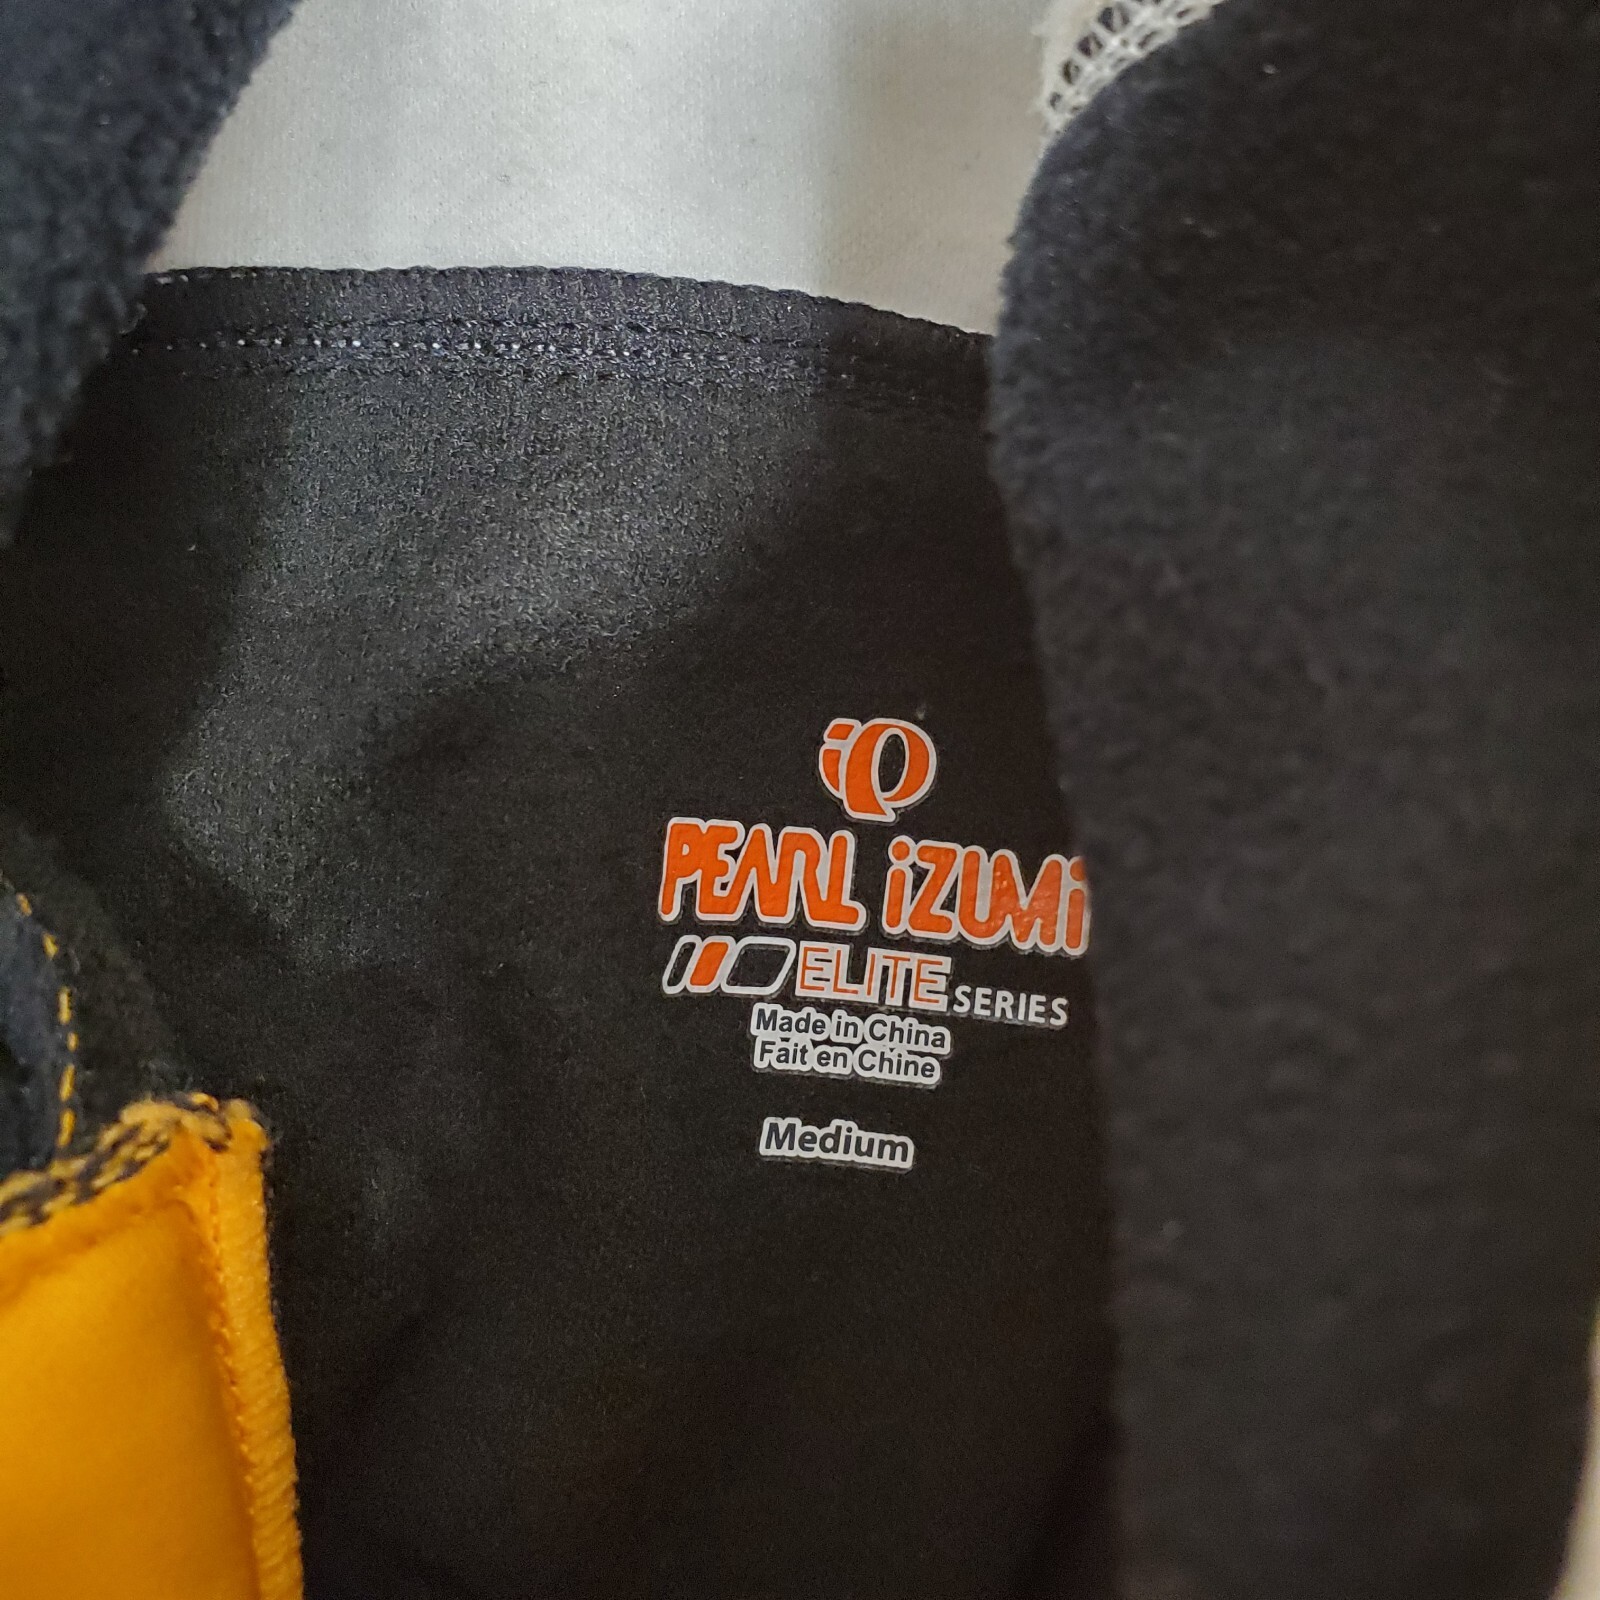 PEARL iZUMi
ELITE SERIES
Made in China
Fait en Chine
Medium